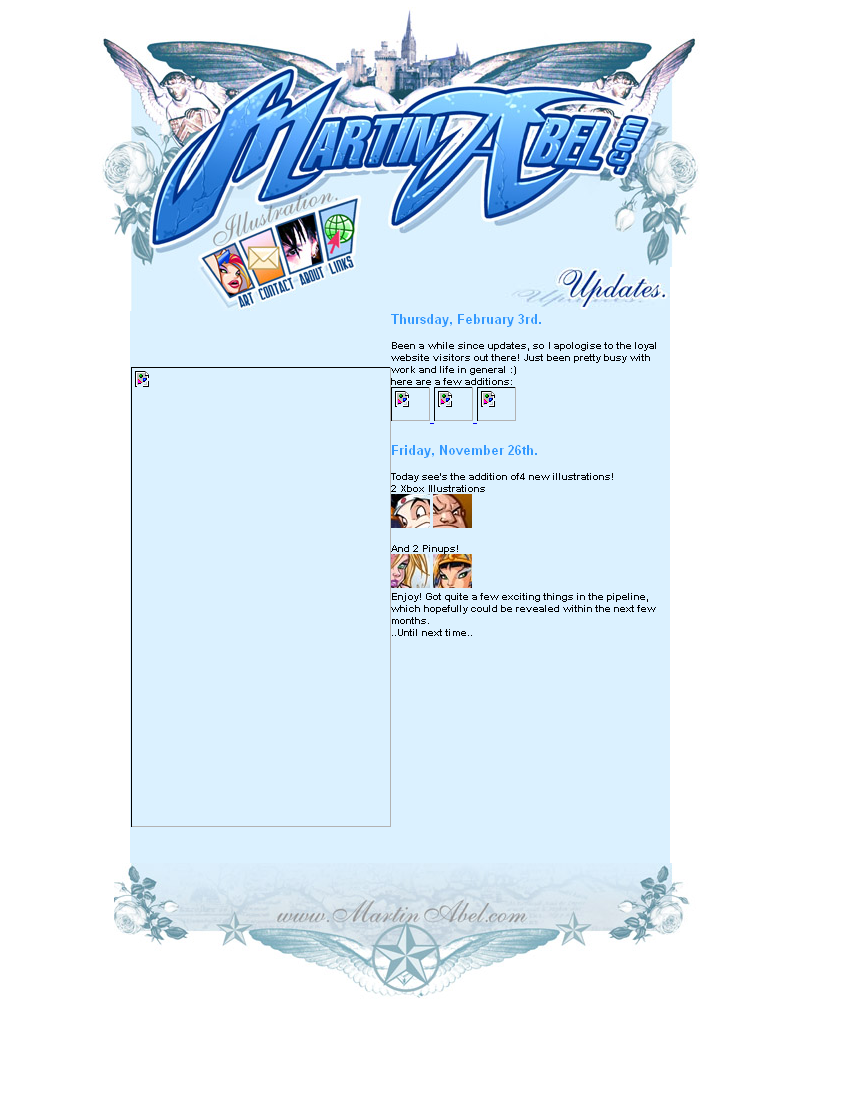 MARTIN ABEL .com
Illustration.
ART CONTACT ABOUT LINKS
Updates.
Thursday, February 3rd.
Been a while since updates, so I apologise to the loyal
website visitors out there! Just been pretty busy with
work and life in general :)
here are a few additions:
Friday, November 26th.
Today see's the addition of4 new illustrations!
2 Xbox Illustrations
And 2 Pinups!
Enjoy! Got quite a few exciting things in the pipeline,
which hopefully could be revealed within the next few
months.
..Until next time..
www.MartinAbel.com